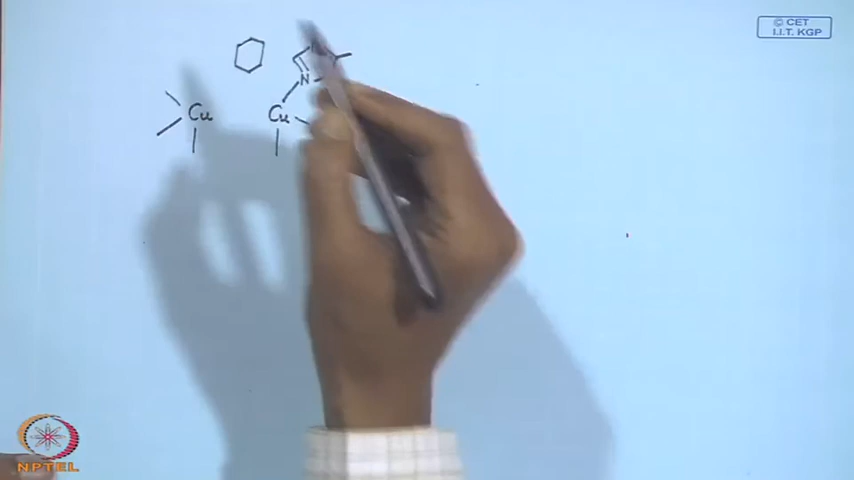 © CET
I.I.T. KGP
N
Cu
Cu
NPTEL